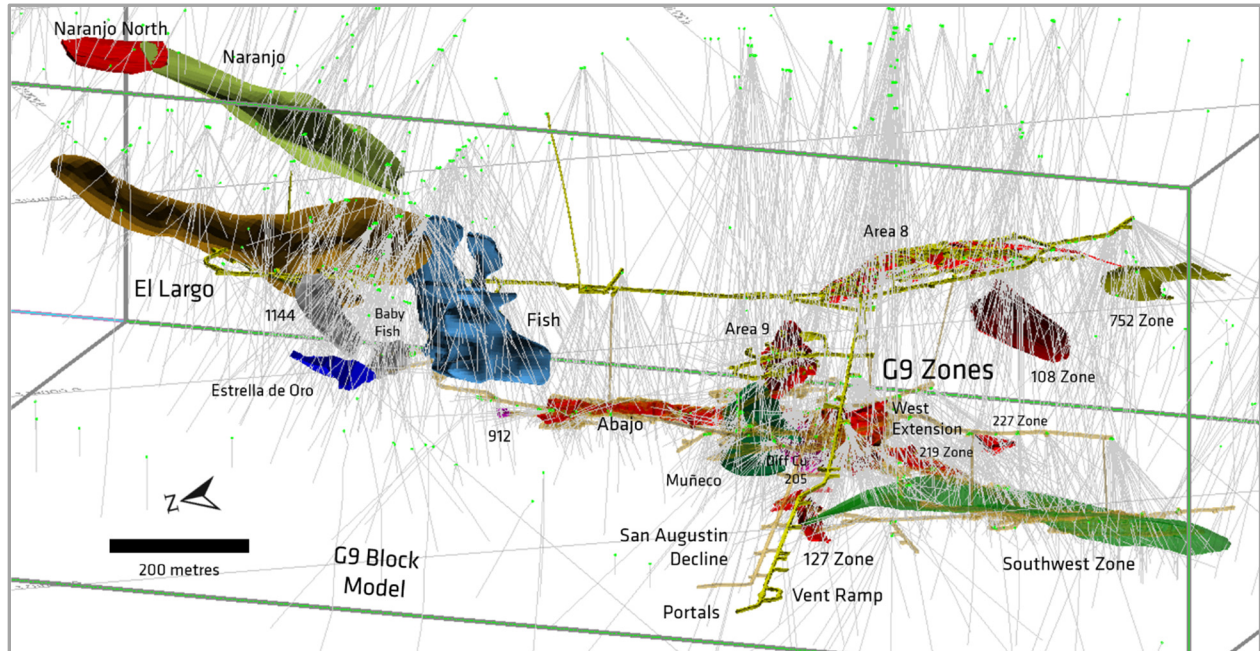 Naranjo North
Naranjo
Area 8
El Largo
1144
Baby
Fish
Fish
752 Zone
Area 9
G9 Zones
108 Zone
Estrella de Oro
912
Abajo
West
Extension
227 Zone
219 Zone
Muñeco
Diff Cu
205
N
200 metres
G9 Block
Model
San Augustin
Decline
127 Zone
Southwest Zone
Portals
Vent Ramp